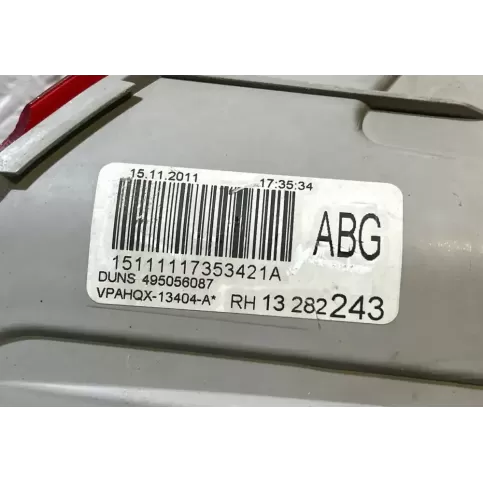 15.11.2011 17:35:34
ABG
15111117353421A
DUNS 495056087
VPAHQX-13404-A* RH 13 282 243